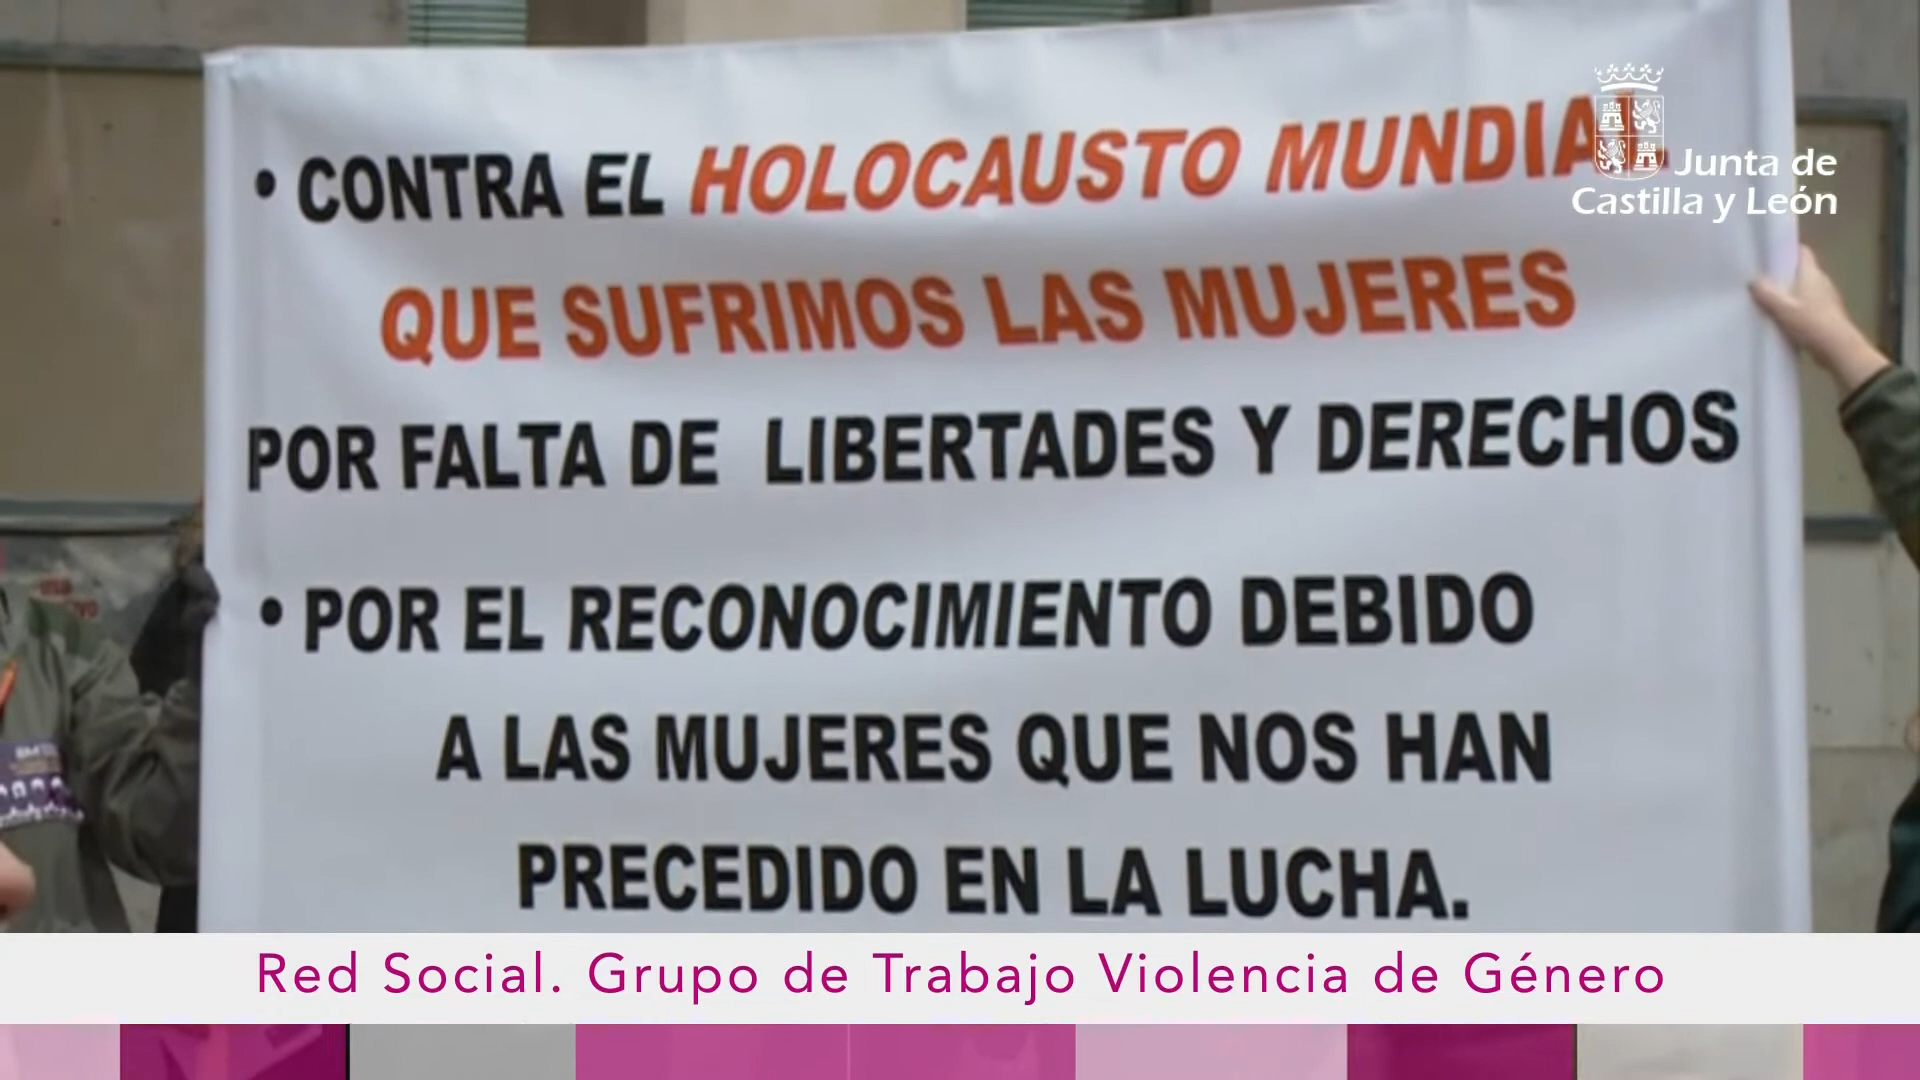 • CONTRA EL HOLOCAUSTO MUNDIAL
QUE SUFRIMOS LAS MUJERES
POR FALTA DE LIBERTADES Y DERECHOS
• POR EL RECONOCIMIENTO DEBIDO
A LAS MUJERES QUE NOS HAN
PRECEDIDO EN LA LUCHA.
Junta de
Castilla y León
Red Social. Grupo de Trabajo Violencia de Género